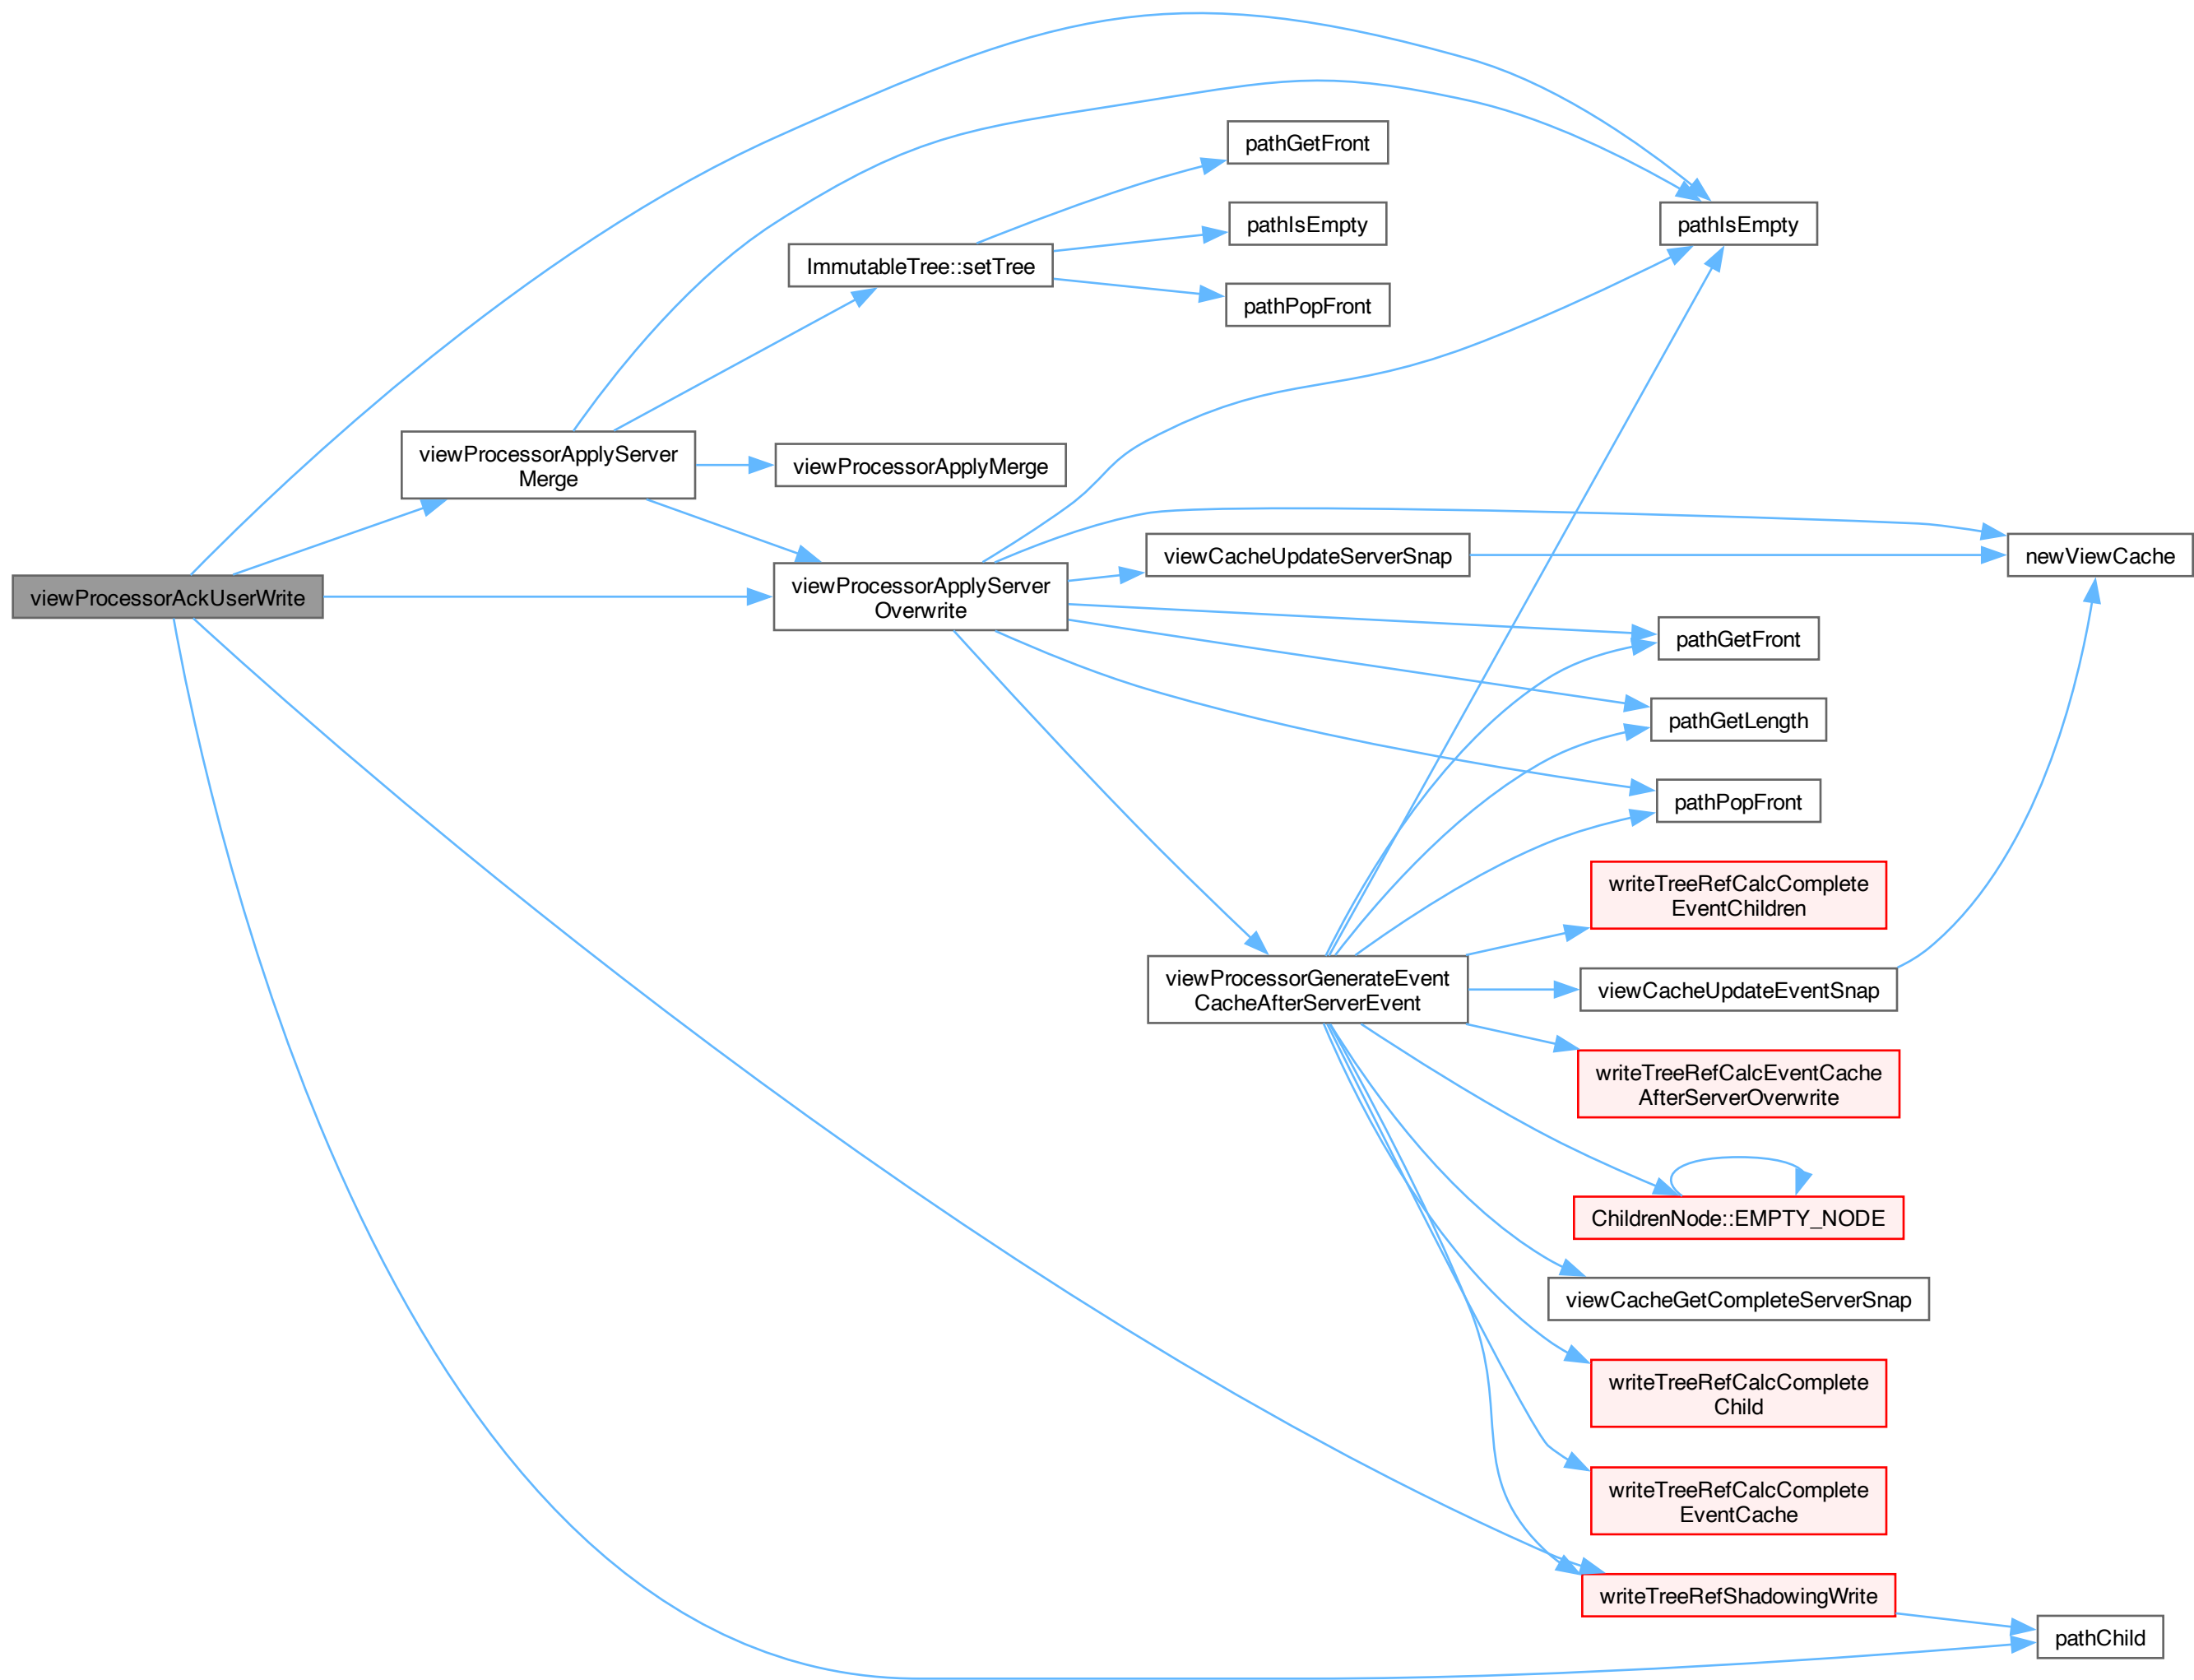 pathGetFront
pathIsEmpty
pathIsEmpty
ImmutableTree::setTree
pathPopFront
viewProcessorApplyServer
Merge
viewProcessorApplyMerge
viewCacheUpdateServerSnap
newViewCache
viewProcessorAckUserWrite
viewProcessorApplyServer
Overwrite
pathGetFront
pathGetLength
pathPopFront
writeTreeRefCalcComplete
EventChildren
viewProcessorGenerateEvent
CacheAfterServerEvent
viewCacheUpdateEventSnap
writeTreeRefCalcEventCache
AfterServerOverwrite
ChildrenNode::EMPTY_NODE
viewCacheGetCompleteServerSnap
writeTreeRefCalcComplete
Child
writeTreeRefCalcComplete
EventCache
writeTreeRefShadowingWrite
pathChild